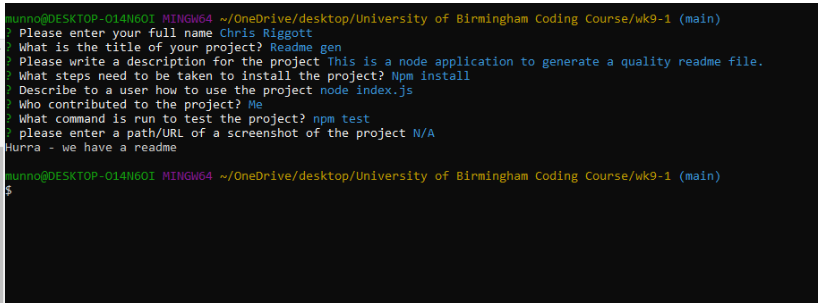 munno@DESKTOP-O14N6OI MINGW64 ~/OneDrive/desktop/University of Birmingham Coding Course/wk9-1 (main)
? Please enter your full name Chris Riggott
? What is the title of your project? Readme gen
? Please write a description for the project This is a node application to generate a quality readme file.
? What steps need to be taken to install the project? Npm install
? Describe to a user how to use the project node index.js
? Who contributed to the project? Me
? What command is run to test the project? npm test
? please enter a path/URL of a screenshot of the project N/A
Hurra - we have a readme
munno@DESKTOP-O14N6OI MINGW64 ~/OneDrive/desktop/University of Birmingham Coding Course/wk9-1 (main)
$